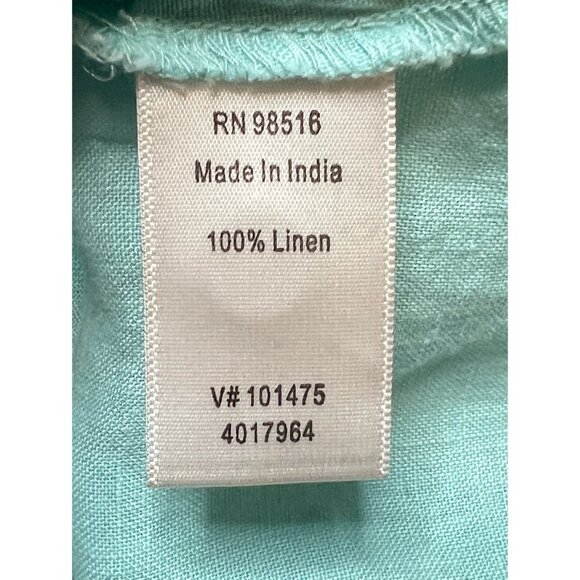 RN 98516
Made In India
100% Linen
V# 101475
4017964